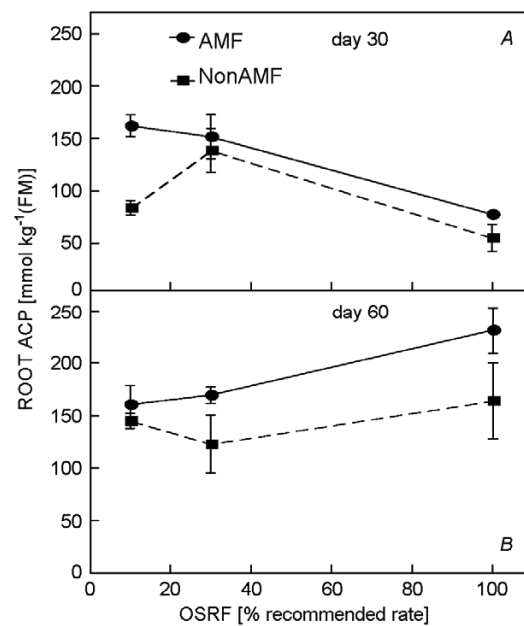 250
AMF
day 30
A
NonAMF
200
150
100
50
0
ROOT ACP [mmol kg⁻¹(FM)]
250
day 60
200
150
100
50
B
0
0 20 40 60 80 100
OSRF [% recommended rate]